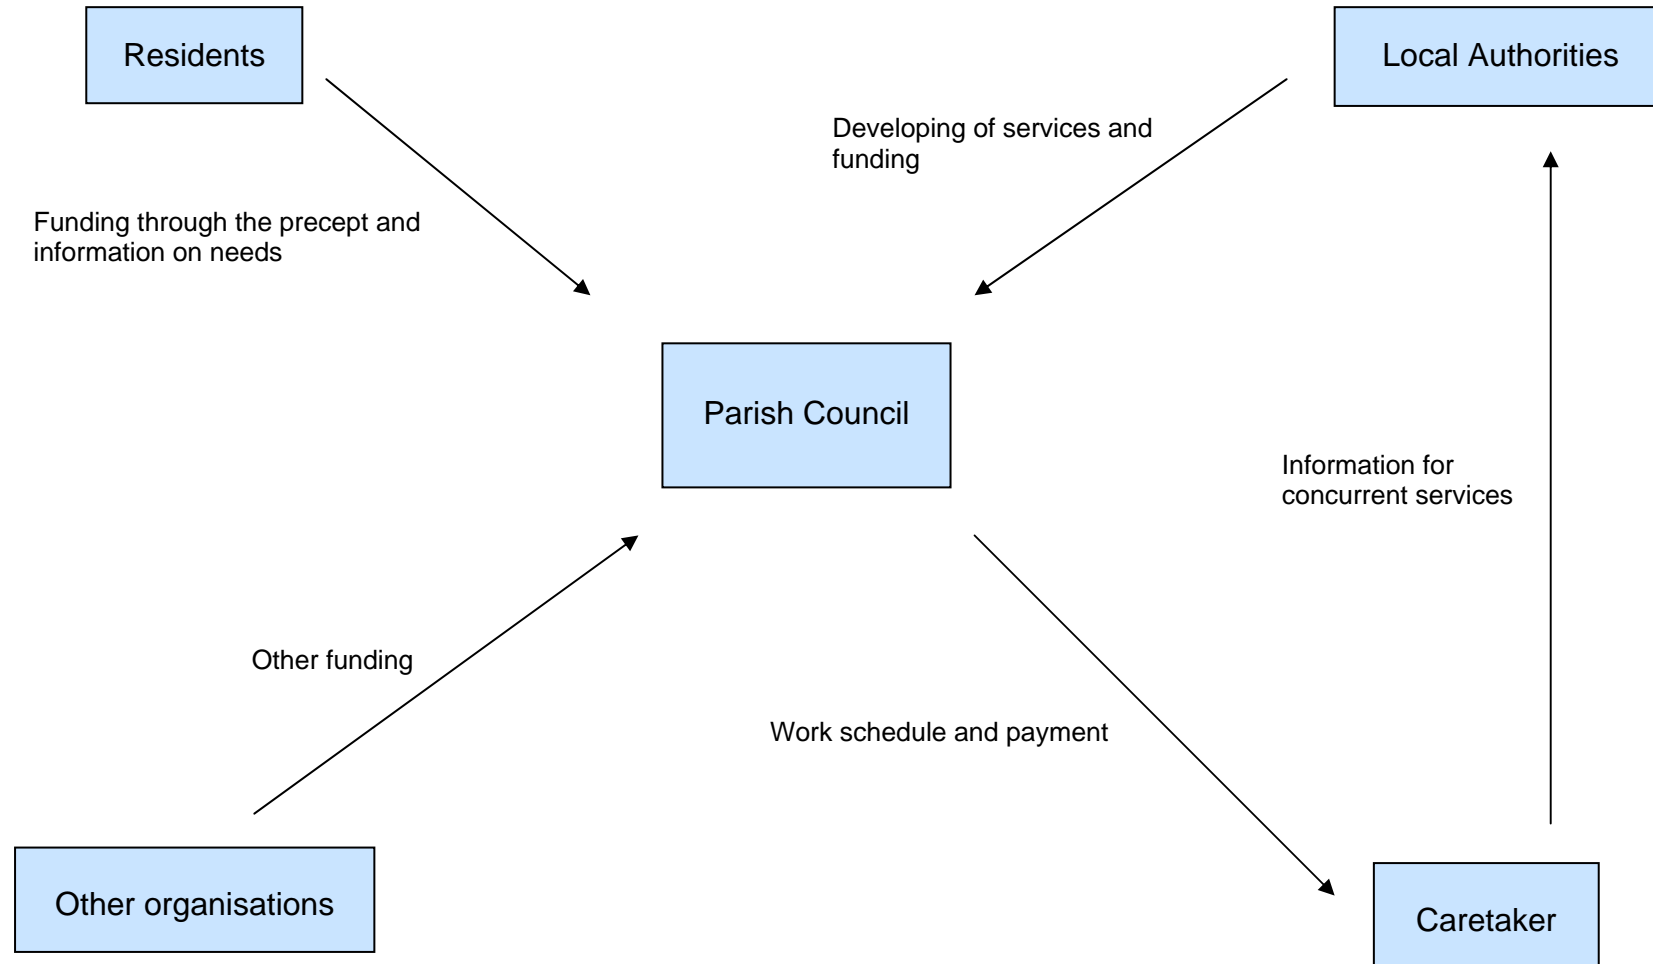 Residents
Local Authorities
Developing of services and
funding
Funding through the precept and
information on needs
Parish Council
Information for
concurrent services
Other funding
Work schedule and payment
Other organisations
Caretaker